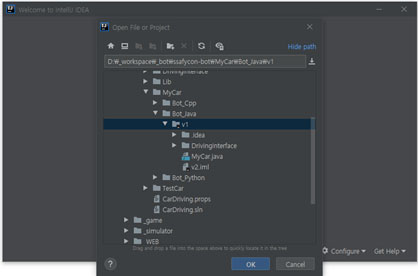 Welcome to IntelliJ IDEA
Open File or Project
Hide path
D:₩_workspace₩_bot₩ssafycon-bot₩MyCar₩Bot_Java₩v1
DrivingInterface
Lib
MyCar
Bot_Cpp
Bot_Java
v1
.idea
DrivingInterface
MyCar.java
v2.iml
Bot_Python
TestCar
CarDriving.props
CarDriving.sln
_game
_simulator
_WEB
Drag and drop a file into the space above to quickly locate it in the tree
Configure
Get Help
?
OK
Cancel